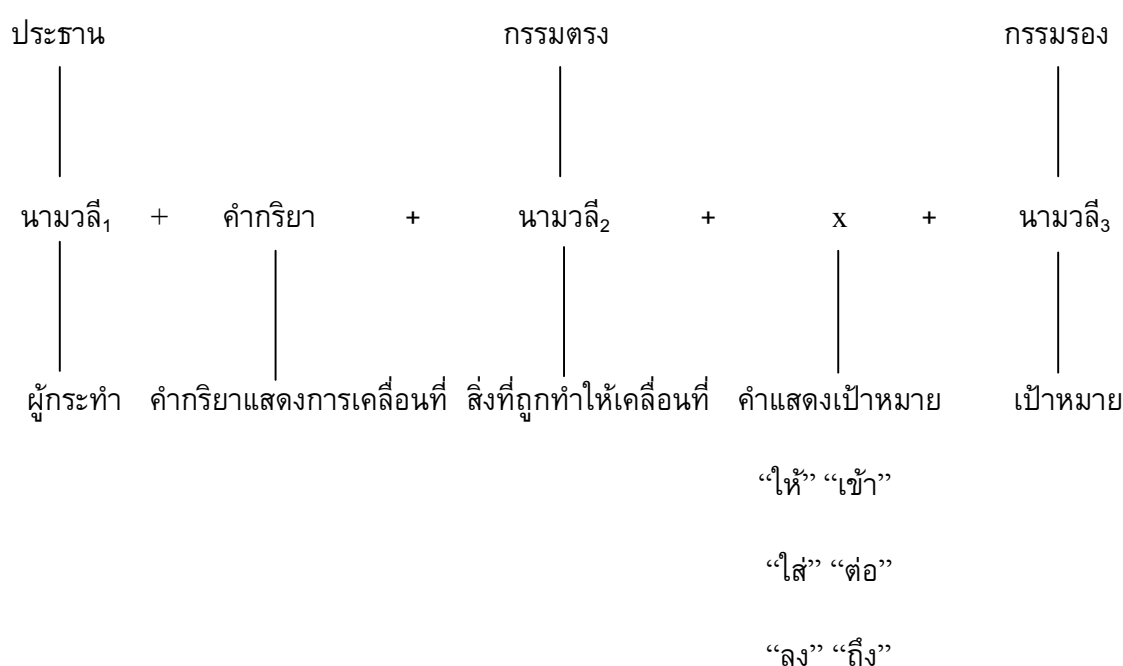 ประธาน กรรมตรง กรรมรอง
นามวลี₁ + คำกริยา + นามวลี₂ + x + นามวลี₃
ผู้กระทำ คำกริยาแสดงการเคลื่อนที่ สิ่งที่ถูกทำให้เคลื่อนที่ คำแสดงเป้าหมาย เป้าหมาย
“ให้” “เข้า”
“ใส่” “ต่อ”
“ลง” “ถึง”